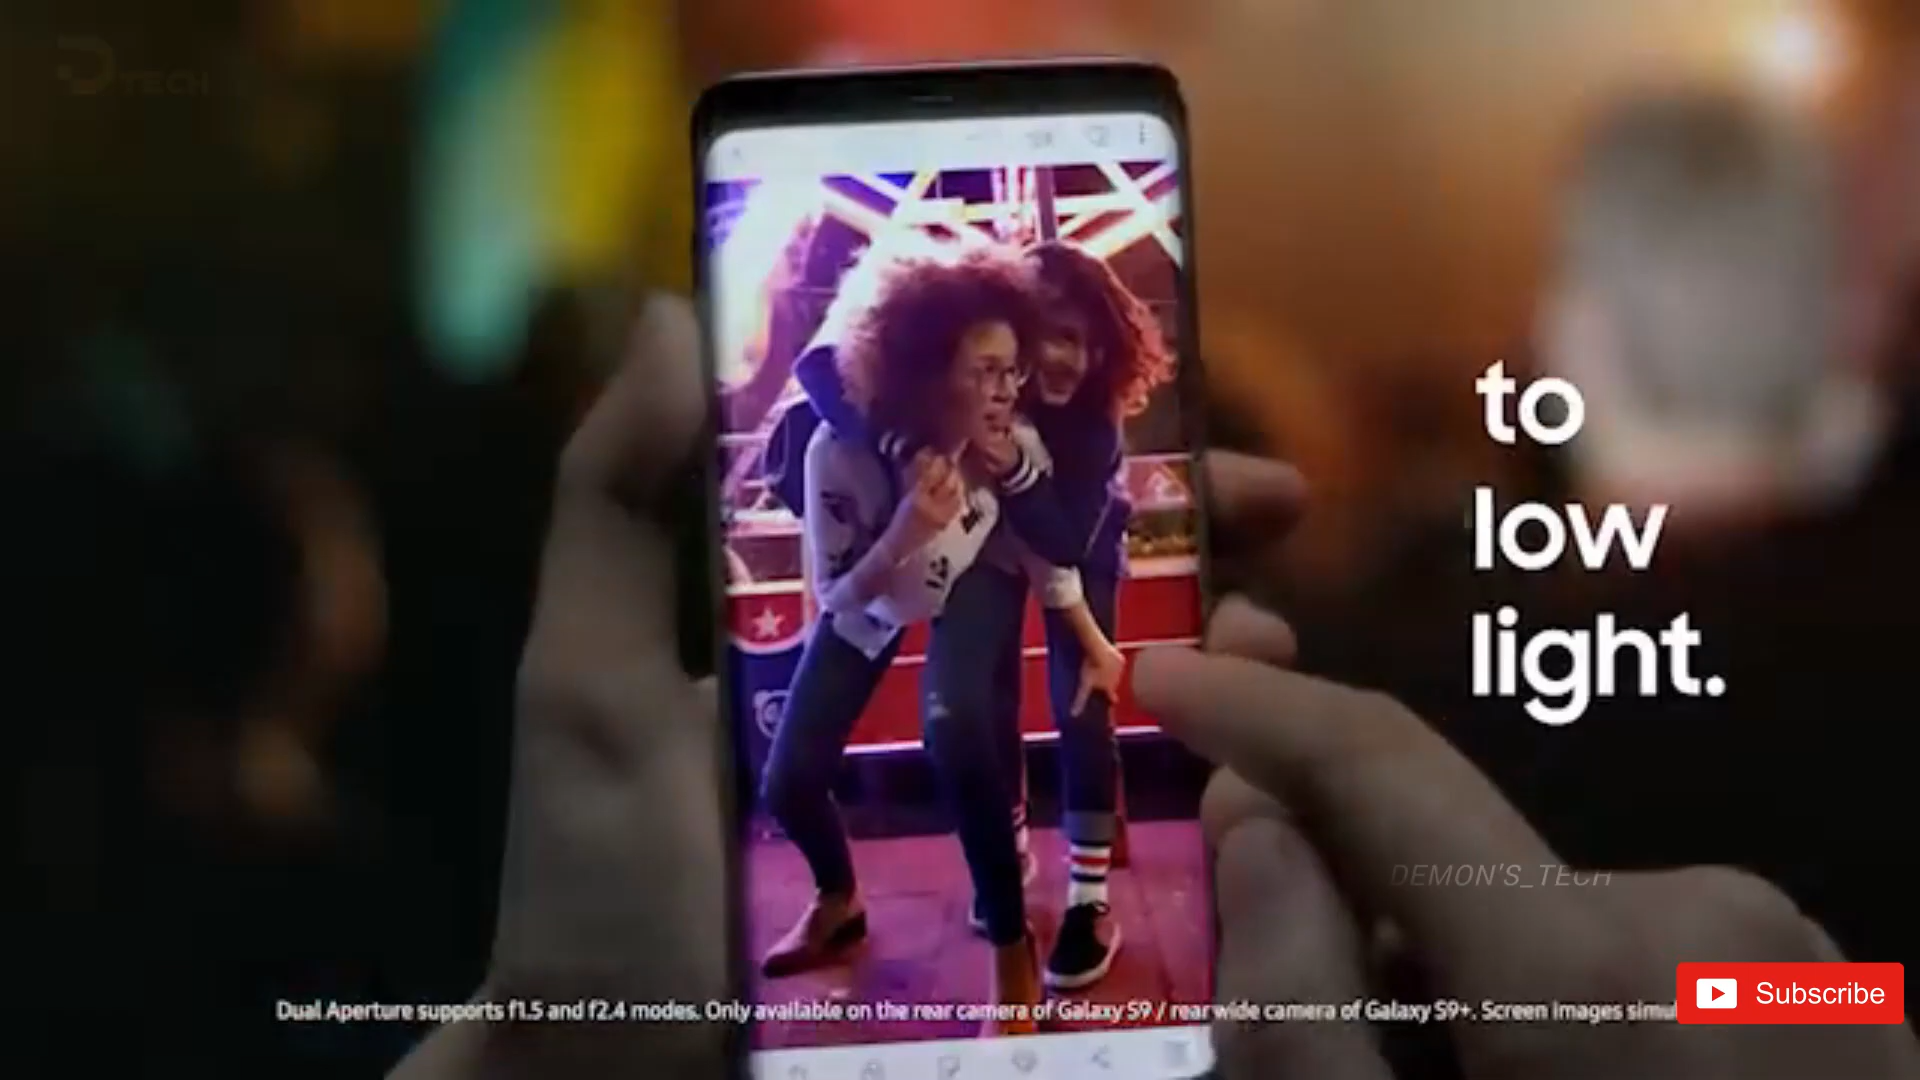 TECH
to
low
light.
DEMON'S_TECH
Subscribe
Dual Aperture supports f1.5 and f2.4 modes. Only available on the rear camera of Galaxy S9 / rear wide camera of Galaxy S9+. Screen images